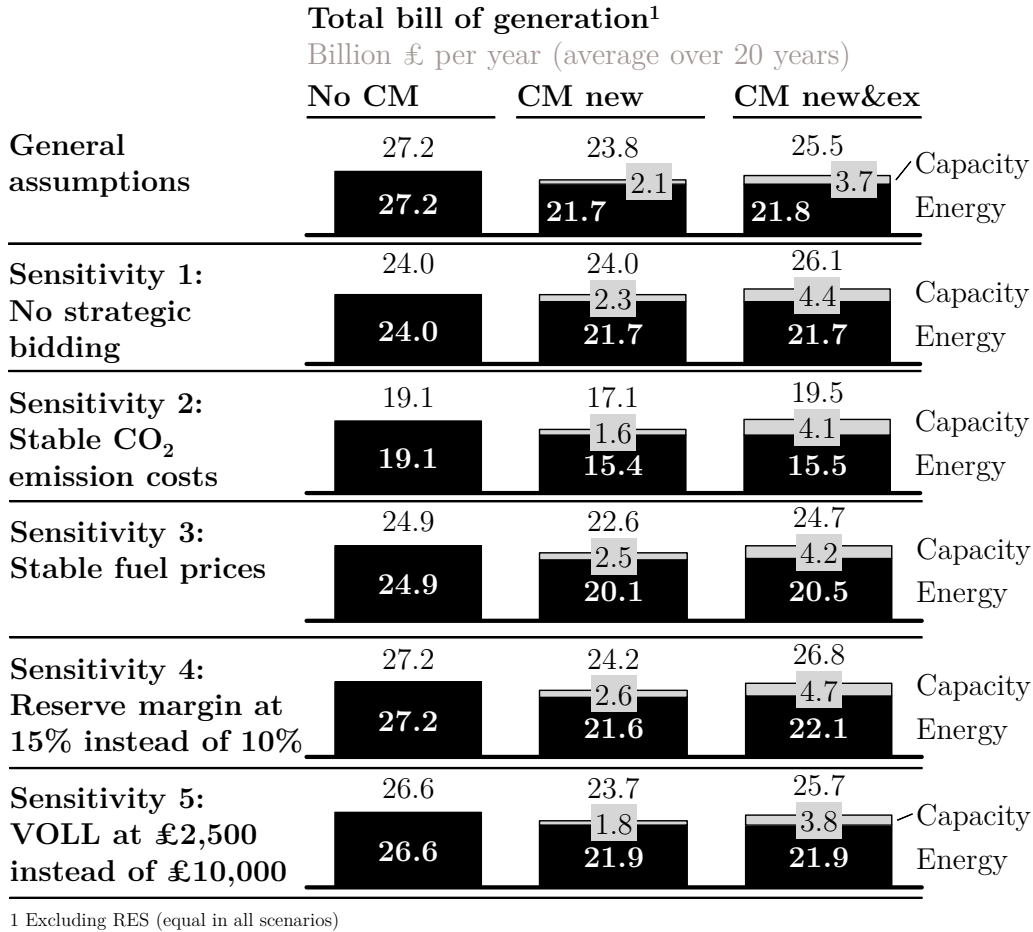 Total bill of generation¹
Billion £ per year (average over 20 years)
No CM CM new CM new&ex
General
assumptions
27.2 23.8 25.5
2.1 3.7 Capacity
27.2 21.7 21.8 Energy
Sensitivity 1:
No strategic
bidding
24.0 24.0 26.1
2.3 4.4 Capacity
24.0 21.7 21.7 Energy
Sensitivity 2:
Stable CO₂
emission costs
19.1 17.1 19.5
1.6 4.1 Capacity
19.1 15.4 15.5 Energy
Sensitivity 3:
Stable fuel prices
24.9 22.6 24.7
2.5 4.2 Capacity
24.9 20.1 20.5 Energy
Sensitivity 4:
Reserve margin at
15% instead of 10%
27.2 24.2 26.8
2.6 4.7 Capacity
27.2 21.6 22.1 Energy
Sensitivity 5:
VOLL at £2,500
instead of £10,000
26.6 23.7 25.7
1.8 3.8 Capacity
26.6 21.9 21.9 Energy
1 Excluding RES (equal in all scenarios)